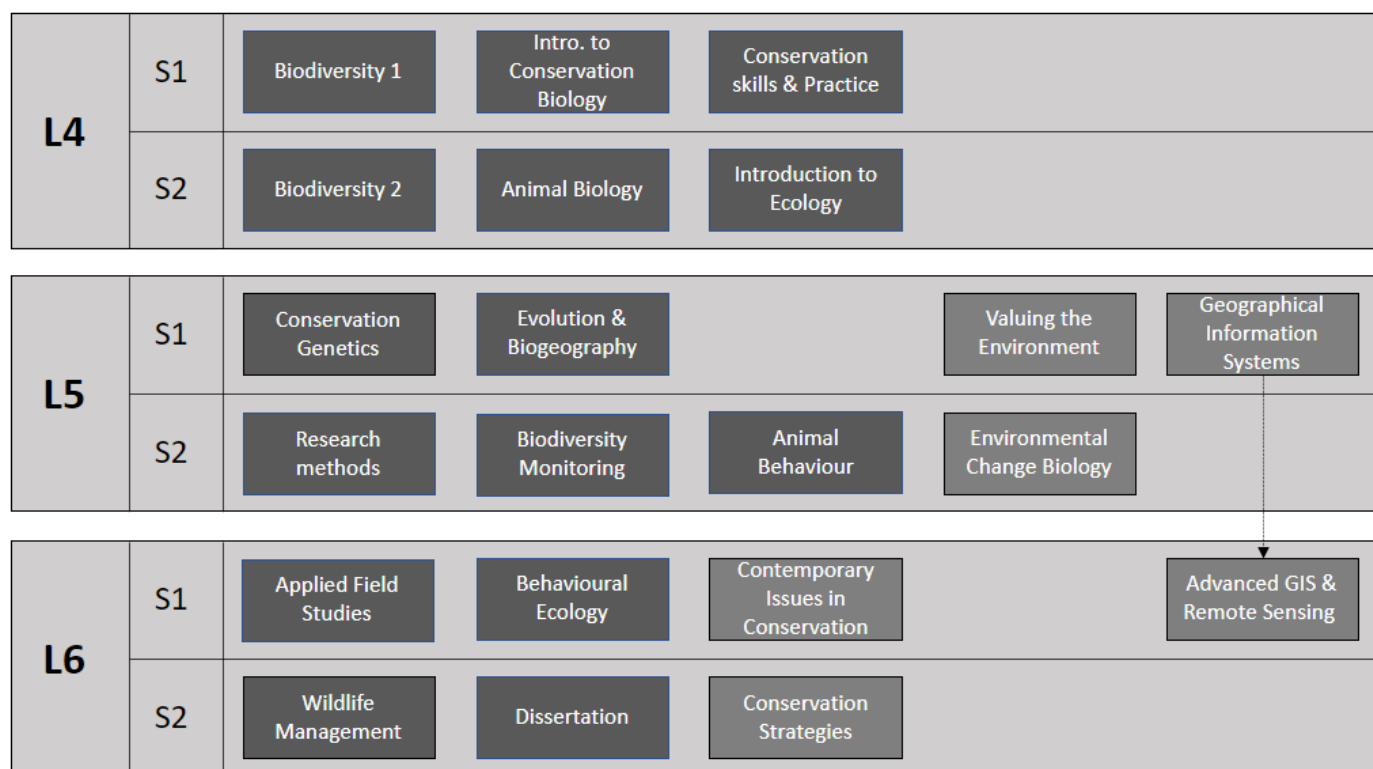 L4
S1
Biodiversity 1
Intro. to
Conservation
Biology
Conservation
skills & Practice
S2
Biodiversity 2
Animal Biology
Introduction to
Ecology
L5
S1
Conservation
Genetics
Evolution &
Biogeography
Valuing the
Environment
Geographical
Information
Systems
S2
Research
methods
Biodiversity
Monitoring
Animal
Behaviour
Environmental
Change Biology
L6
S1
Applied Field
Studies
Behavioural
Ecology
Contemporary
Issues in
Conservation
Advanced GIS &
Remote Sensing
S2
Wildlife
Management
Dissertation
Conservation
Strategies